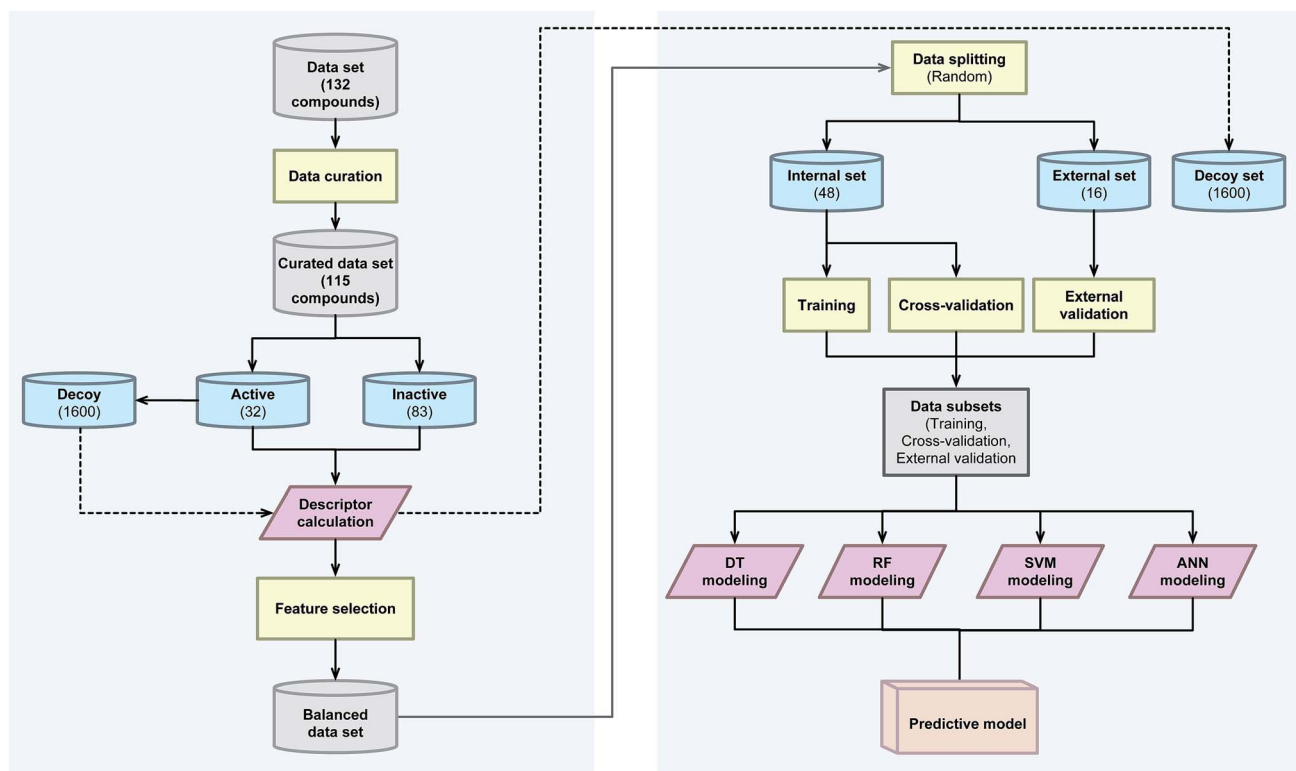 Data set
(132
compounds)
Data curation
Curated data set
(115
compounds)
Decoy
(1600)
Active
(32)
Inactive
(83)
Descriptor
calculation
Feature selection
Balanced
data set
Data splitting
(Random)
Internal set
(48)
External set
(16)
Decoy set
(1600)
Training
Cross-validation
External
validation
Data subsets
(Training,
Cross-validation,
External validation
DT
modeling
RF
modeling
SVM
modeling
ANN
modeling
Predictive model